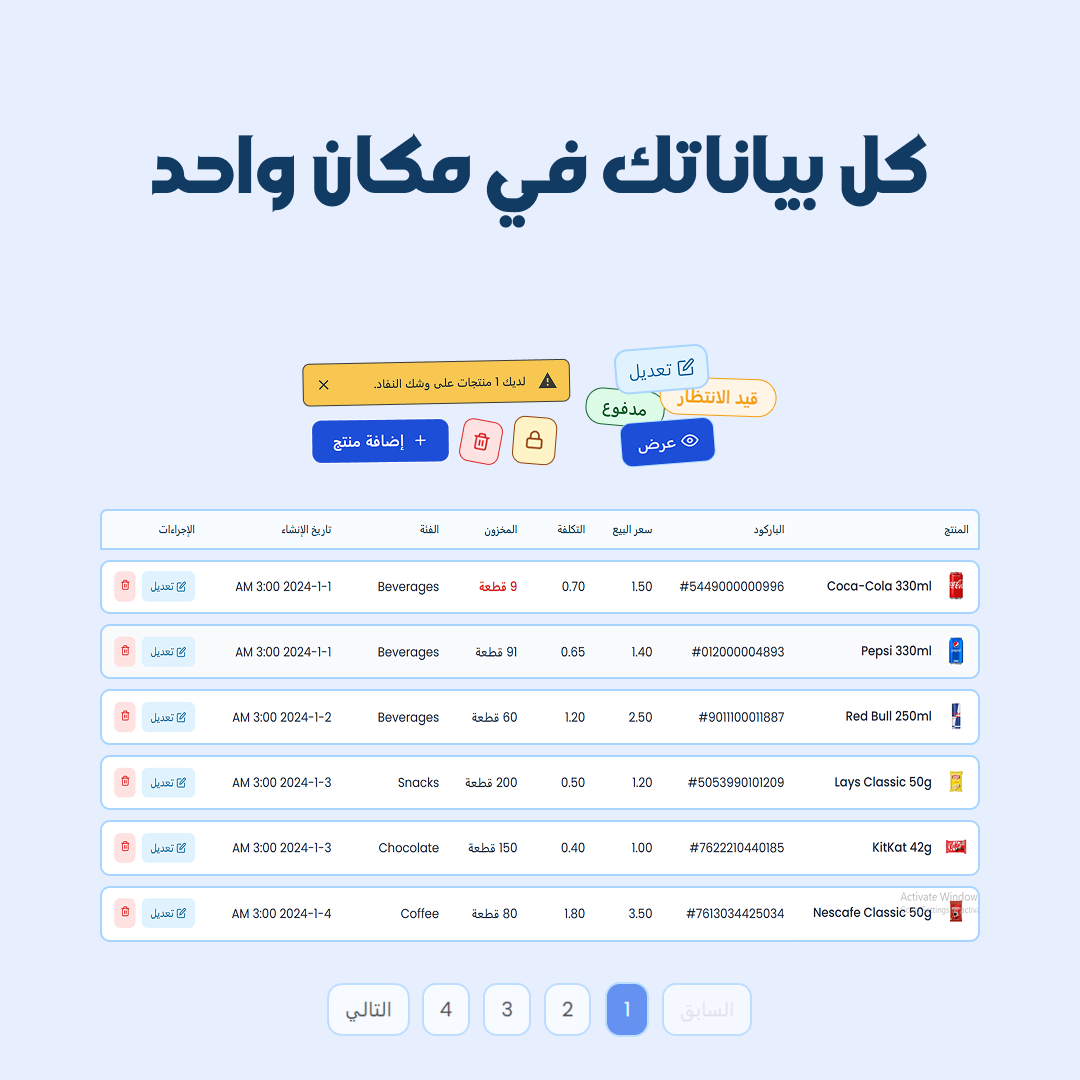 كل بياناتك في مكان واحد
تعديل
لديك 1 منتجات على وشك النفاد.
قيد الانتظار
مدفوع
عرض
إضافة منتج
المنتج الباركود سعر البيع التكلفة المخزون الفئة تاريخ الإنشاء الإجراءات
Coca-Cola 330ml #5449000000996 1.50 0.70 9 قطعة Beverages 2024-1-1 3:00 AM تعديل
Pepsi 330ml #012000004893 1.40 0.65 91 قطعة Beverages 2024-1-1 3:00 AM تعديل
Red Bull 250ml #9011100011887 2.50 1.20 60 قطعة Beverages 2024-1-2 3:00 AM تعديل
Lays Classic 50g #5053990101209 1.20 0.50 200 قطعة Snacks 2024-1-3 3:00 AM تعديل
KitKat 42g #7622210440185 1.00 0.40 150 قطعة Chocolate 2024-1-3 3:00 AM تعديل
Activate Window
Nescafe Classic 50g #7613034425034 3.50 1.80 80 قطعة Coffee 2024-1-4 3:00 AM تعديل
السابق 1 2 3 4 التالي